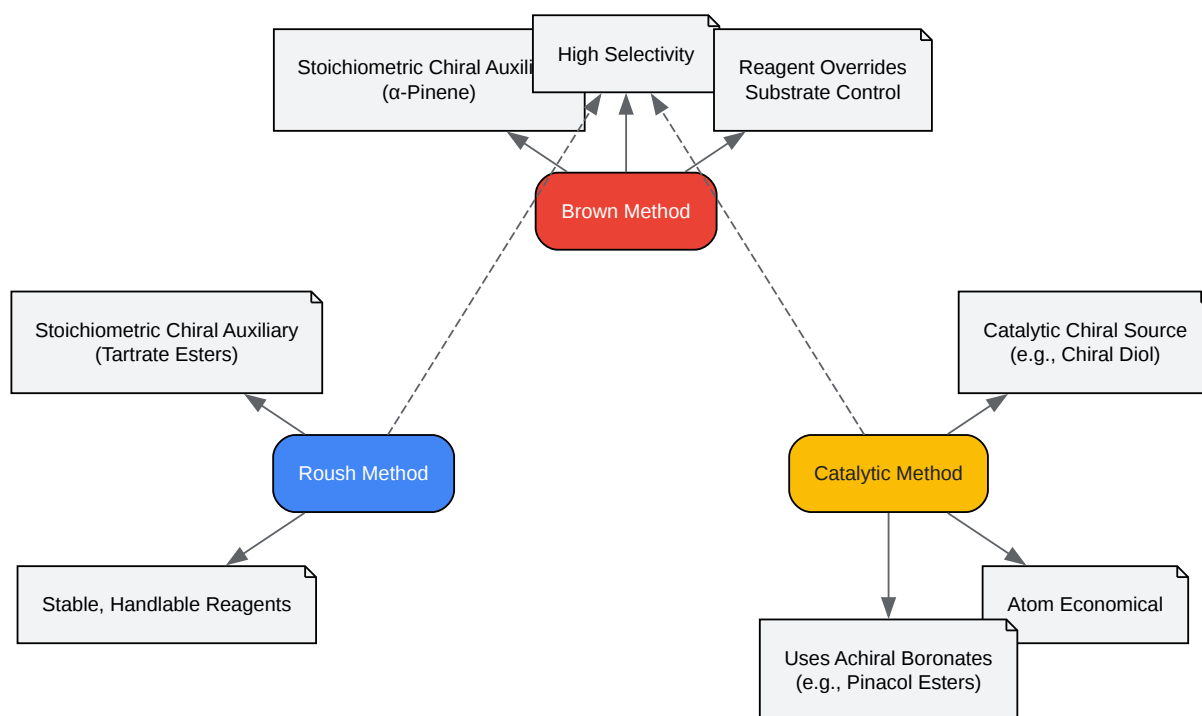 Stoichiometric Chiral Auxili
(α-Pinene)
High Selectivity
Reagent Overrides
Substrate Control
Brown Method
Stoichiometric Chiral Auxiliary
(Tartrate Esters)
Catalytic Chiral Source
(e.g., Chiral Diol)
Roush Method
Catalytic Method
Stable, Handlable Reagents
Atom Economical
Uses Achiral Boronates
(e.g., Pinacol Esters)